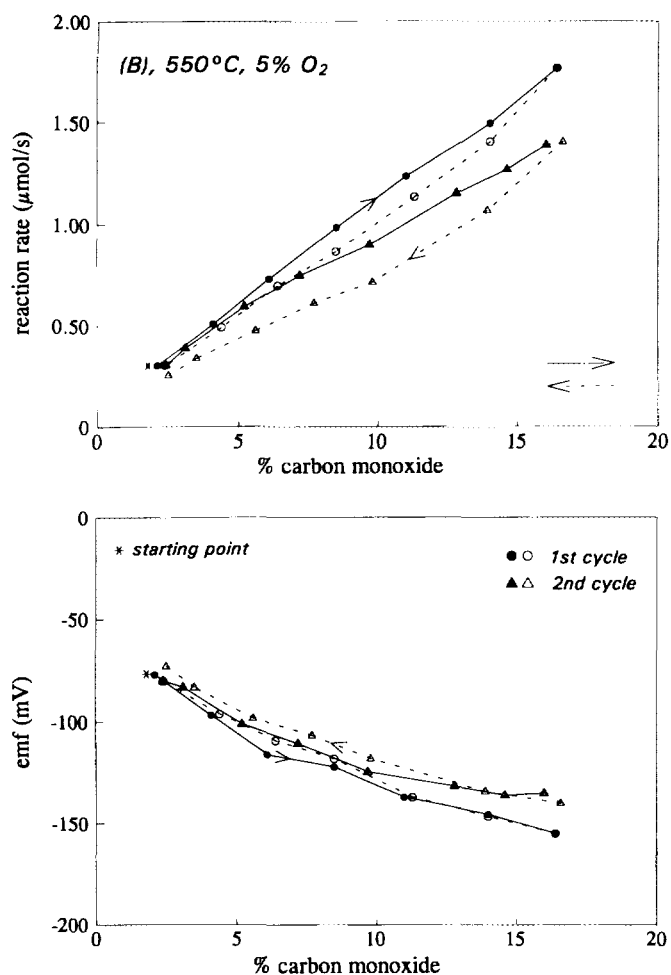 2.00
(B), 550°C, 5% O₂
1.50
1.00
0.50
0
reaction rate (μmol/s)
0 5 10 15 20
% carbon monoxide
0
* starting point
1st cycle
2nd cycle
-50
-100
-150
-200
emf (mV)
0 5 10 15 20
% carbon monoxide